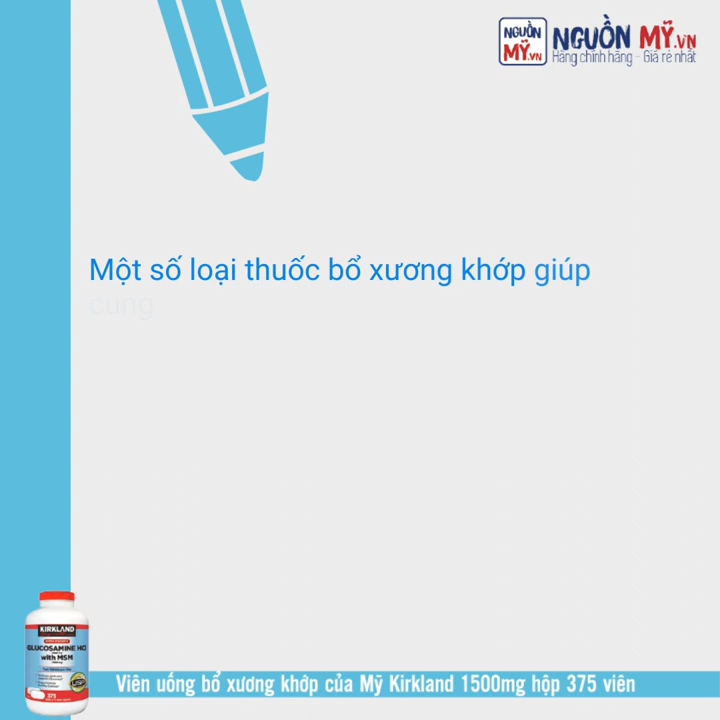 NGUỒN
MỸ.VN
NGUỒN MỸ.VN
Hàng chính hãng - Giá rẻ nhất
Một số loại thuốc bổ xương khớp giúp
cung
KIRKLAND
GLUCOSAMINE HCl
with MSM
375
Viên uống bổ xương khớp của Mỹ Kirkland 1500mg hộp 375 viên